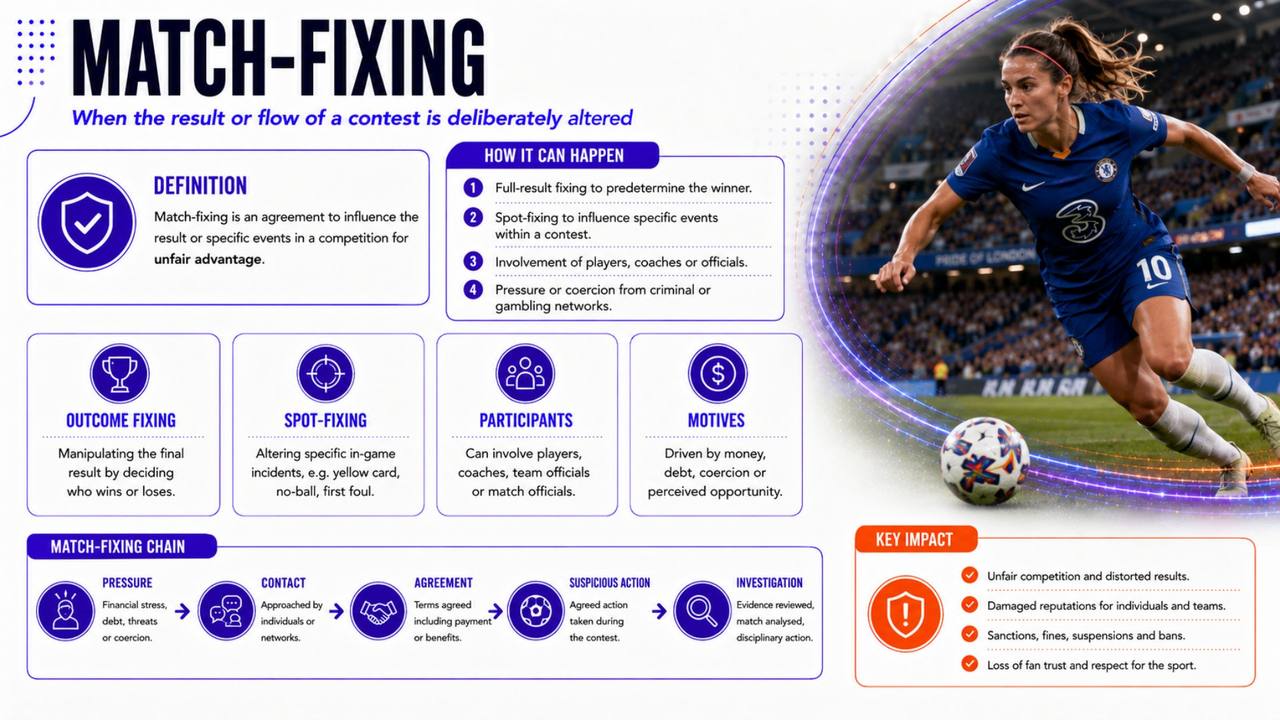 MATCH-FIXING
When the result or flow of a contest is deliberately altered
DEFINITION
Match-fixing is an agreement to influence the
result or specific events in a competition for
unfair advantage.
HOW IT CAN HAPPEN
1 Full-result fixing to predetermine the winner.
2 Spot-fixing to influence specific events
within a contest.
3 Involvement of players, coaches or officials.
4 Pressure or coercion from criminal or
gambling networks.
OUTCOME FIXING
Manipulating the final
result by deciding
who wins or loses.
SPOT-FIXING
Altering specific in-game
incidents, e.g. yellow card,
no-ball, first foul.
PARTICIPANTS
Can involve players,
coaches, team officials
or match officials.
$
MOTIVES
Driven by money,
debt, coercion or
perceived opportunity.
MATCH-FIXING CHAIN
PRESSURE
Financial stress,
debt, threats
or coercion.
CONTACT
Approached by
individuals or
networks.
AGREEMENT
Terms agreed
including payment
or benefits.
SUSPICIOUS ACTION
Agreed action
taken during
the contest.
INVESTIGATION
Evidence reviewed,
match analysed,
disciplinary action.
KEY IMPACT
Unfair competition and distorted results.
Damaged reputations for individuals and teams.
Sanctions, fines, suspensions and bans.
Loss of fan trust and respect for the sport.
PRIDE OF LONDON
3
10